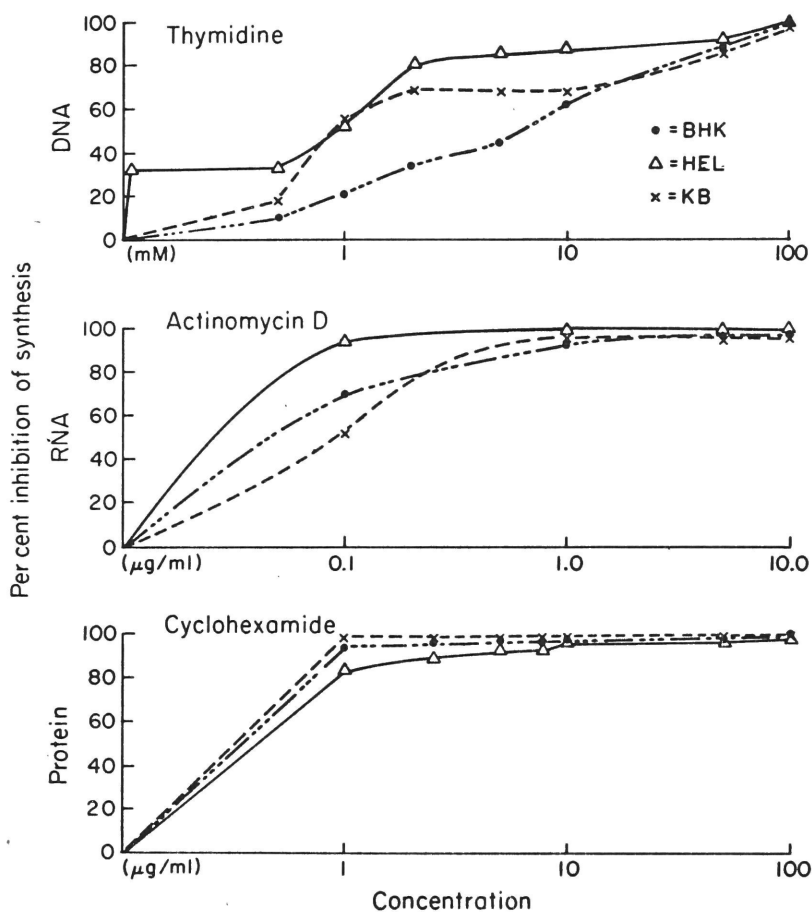 Per cent inhibition of synthesis
Thymidine
DNA
100
80
60
40
20
0
(mM)
1
10
100
• = BHK
△ = HEL
× = KB
Actinomycin D
RNA
100
80
60
40
20
0
(μg/ml)
0.1
1.0
10.0
Cyclohexamide
Protein
100
80
60
40
20
0
(μg/ml)
1
10
100
Concentration